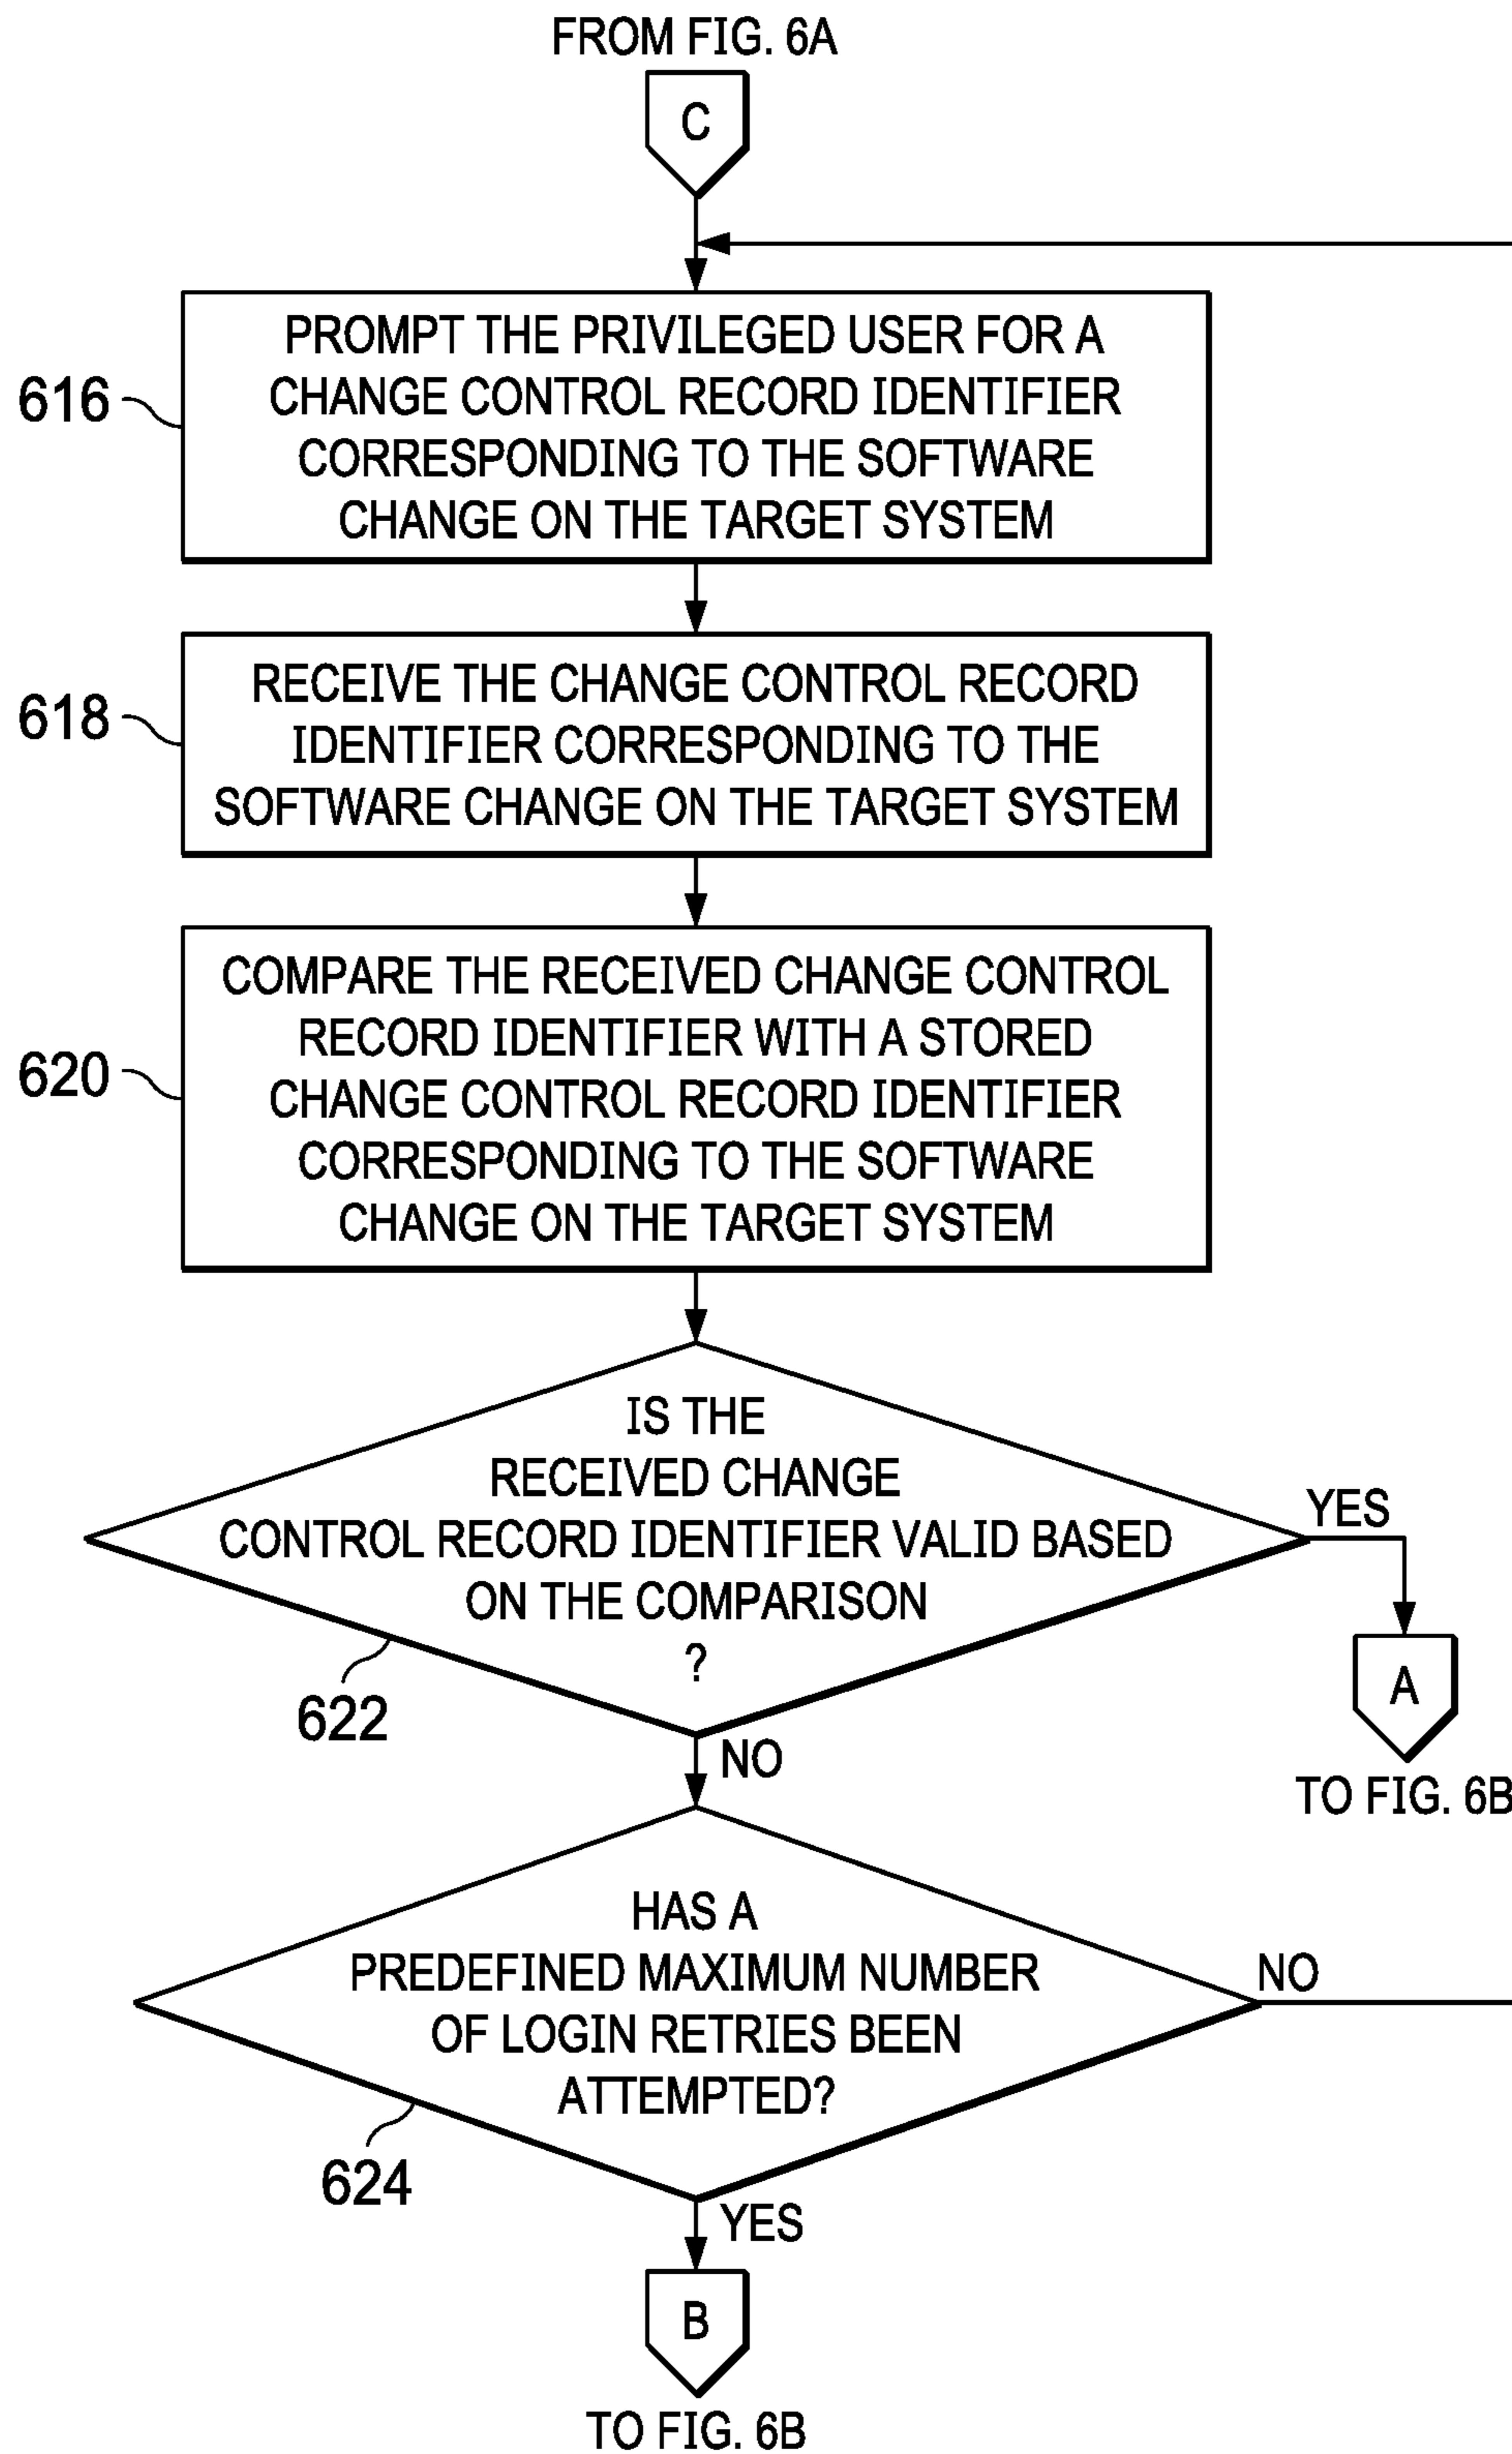 FROM FIG. 6A
C
616
PROMPT THE PRIVILEGED USER FOR A
CHANGE CONTROL RECORD IDENTIFIER
CORRESPONDING TO THE SOFTWARE
CHANGE ON THE TARGET SYSTEM
618
RECEIVE THE CHANGE CONTROL RECORD
IDENTIFIER CORRESPONDING TO THE
SOFTWARE CHANGE ON THE TARGET SYSTEM
620
COMPARE THE RECEIVED CHANGE CONTROL
RECORD IDENTIFIER WITH A STORED
CHANGE CONTROL RECORD IDENTIFIER
CORRESPONDING TO THE SOFTWARE
CHANGE ON THE TARGET SYSTEM
IS THE
RECEIVED CHANGE
CONTROL RECORD IDENTIFIER VALID BASED
ON THE COMPARISON
?
622
YES
A
TO FIG. 6B
NO
HAS A
PREDEFINED MAXIMUM NUMBER
OF LOGIN RETRIES BEEN
ATTEMPTED?
624
NO
YES
B
TO FIG. 6B